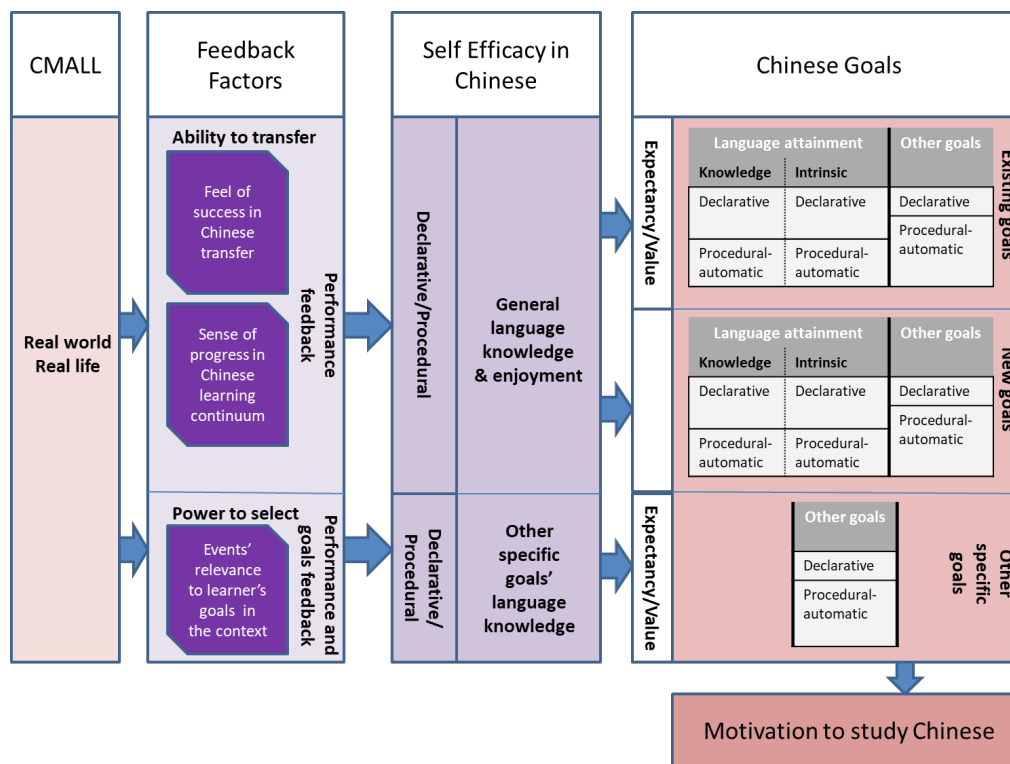 CMALL
Feedback
Factors
Self Efficacy in
Chinese
Chinese Goals
Real world
Real life
Ability to transfer
Feel of
success in
Chinese
transfer
Sense of
progress in
Chinese
learning
continuum
Performance
feedback
Power to select
Events'
relevance
to learner's
goals in
the context
Performance and
goals feedback
Declarative/Procedural
General
language
knowledge
& enjoyment
Declarative/
Procedural
Other
specific
goals'
language
knowledge
Expectancy/Value
Language attainment
Other goals
Knowledge
Intrinsic
Declarative
Declarative
Declarative
Procedural-
automatic
Procedural-
automatic
Procedural-
automatic
Existing goals
Language attainment
Other goals
Knowledge
Intrinsic
Declarative
Declarative
Declarative
Procedural-
automatic
Procedural-
automatic
Procedural-
automatic
New goals
Expectancy/Value
Other goals
Declarative
Procedural-
automatic
Other
specific
goals
Motivation to study Chinese